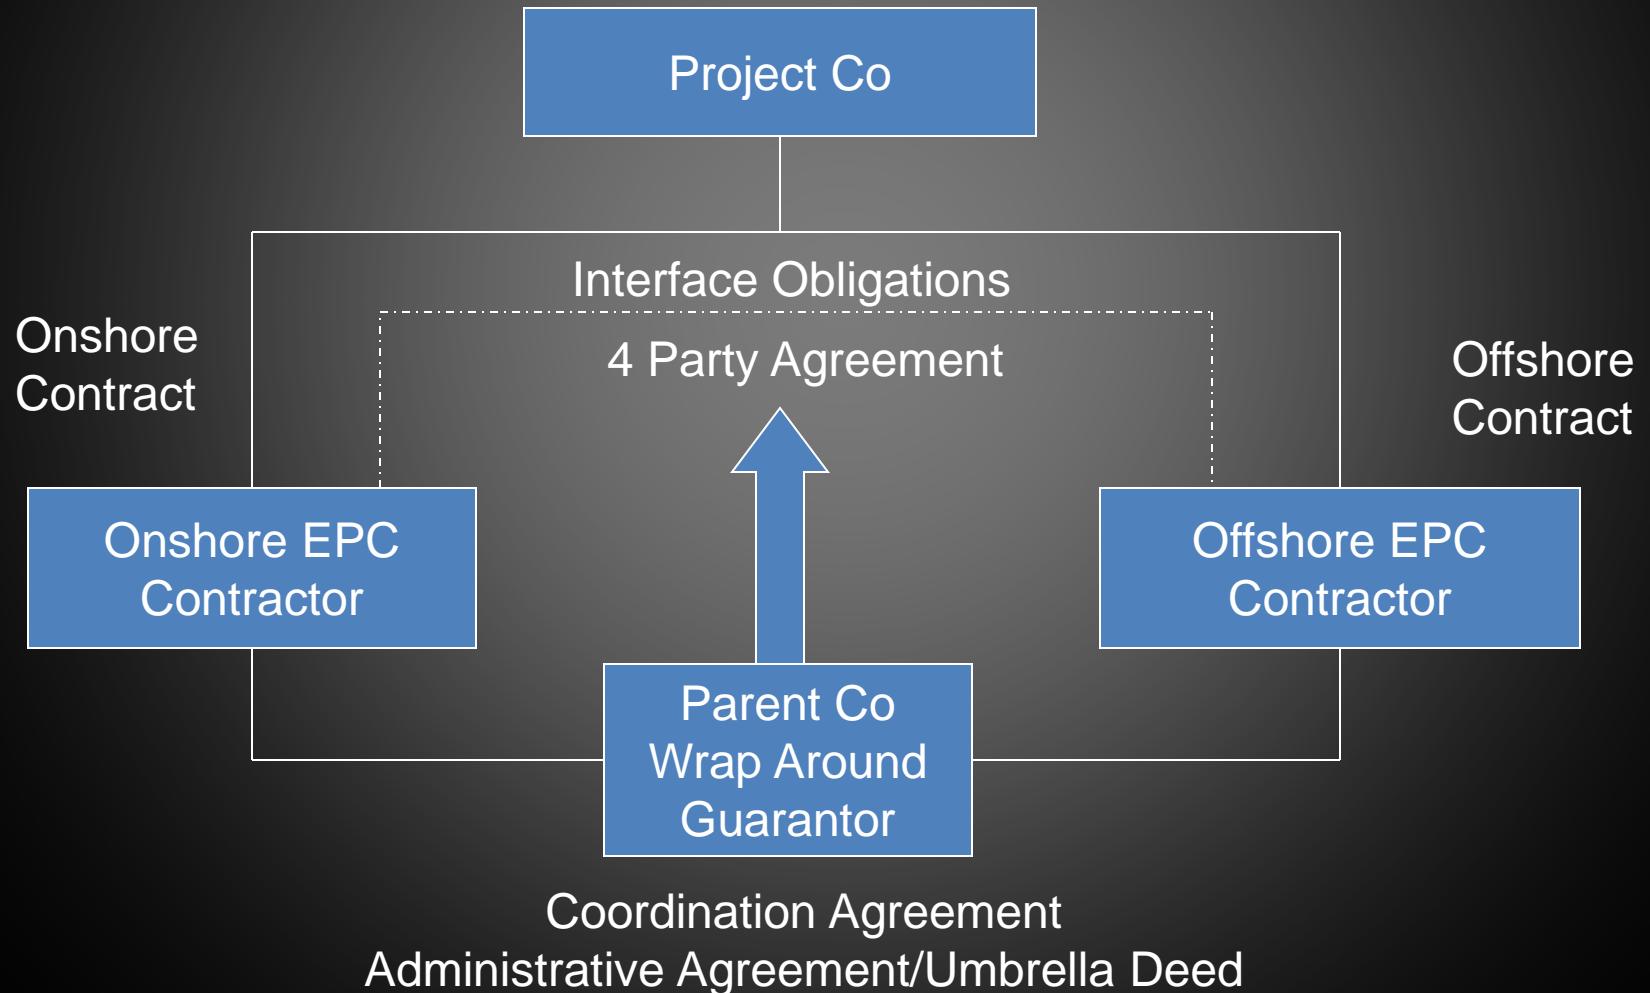 Project Co
Interface Obligations
Onshore
Contract
4 Party Agreement
Offshore
Contract
Onshore EPC
Contractor
Offshore EPC
Contractor
Parent Co
Wrap Around
Guarantor
Coordination Agreement
Administrative Agreement/Umbrella Deed